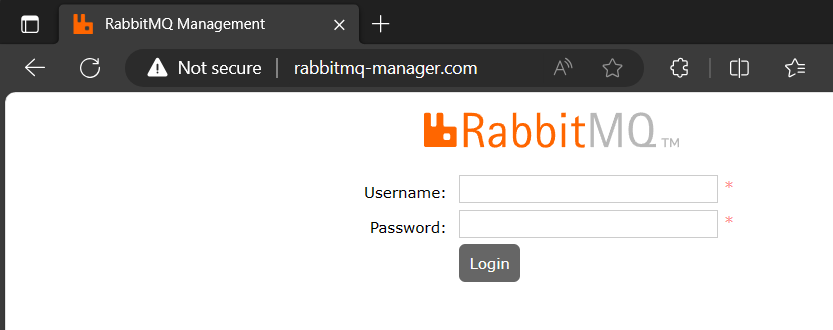 RabbitMQ Management
Not secure rabbitmq-manager.com
RabbitMQ™
Username: *
Password: *
Login